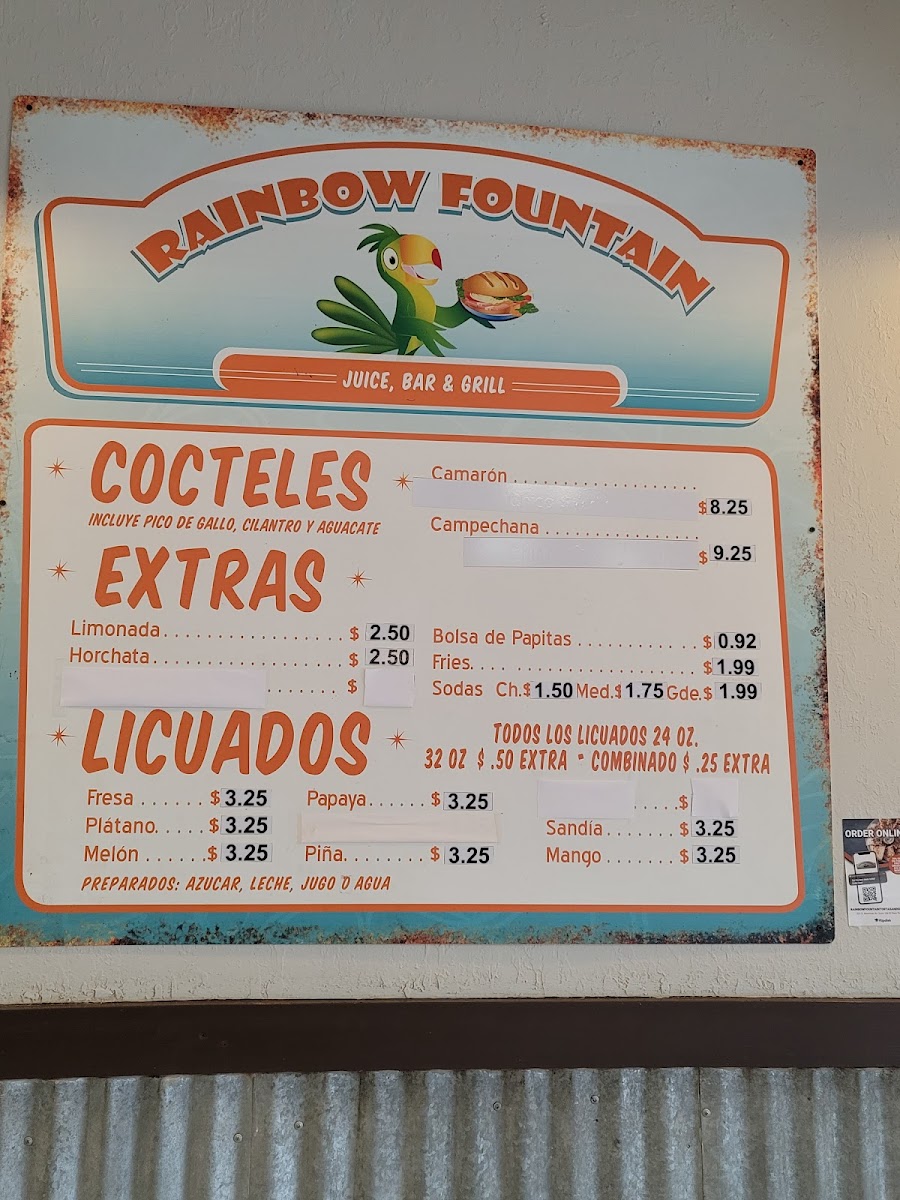 RAINBOW FOUNTAIN
JUICE, BAR & GRILL
COCTELES
INCLUYE PICO DE GALLO, CILANTRO Y AGUACATE
Camarón ........................
$8.25
Campechana ....................
$ 9.25
EXTRAS
Limonada.................. $ 2.50
Horchata................... $ 2.50
....... $
Bolsa de Papitas ............ $ 0.92
Fries....................... $ 1.99
Sodas Ch.$1.50 Med.$1.75 Gde.$ 1.99
LICUADOS
TODOS LOS LICUADOS 24 OZ.
32 OZ $ .50 EXTRA * COMBINADO $ .25 EXTRA
Fresa ...... $ 3.25
Plátano..... $ 3.25
Melón ......$ 3.25
Papaya...... $ 3.25
Piña........ $ 3.25
.....$
Sandía....... $ 3.25
Mango ....... $ 3.25
PREPARADOS: AZUCAR, LECHE, JUGO O AGUA
ORDER ONLIN